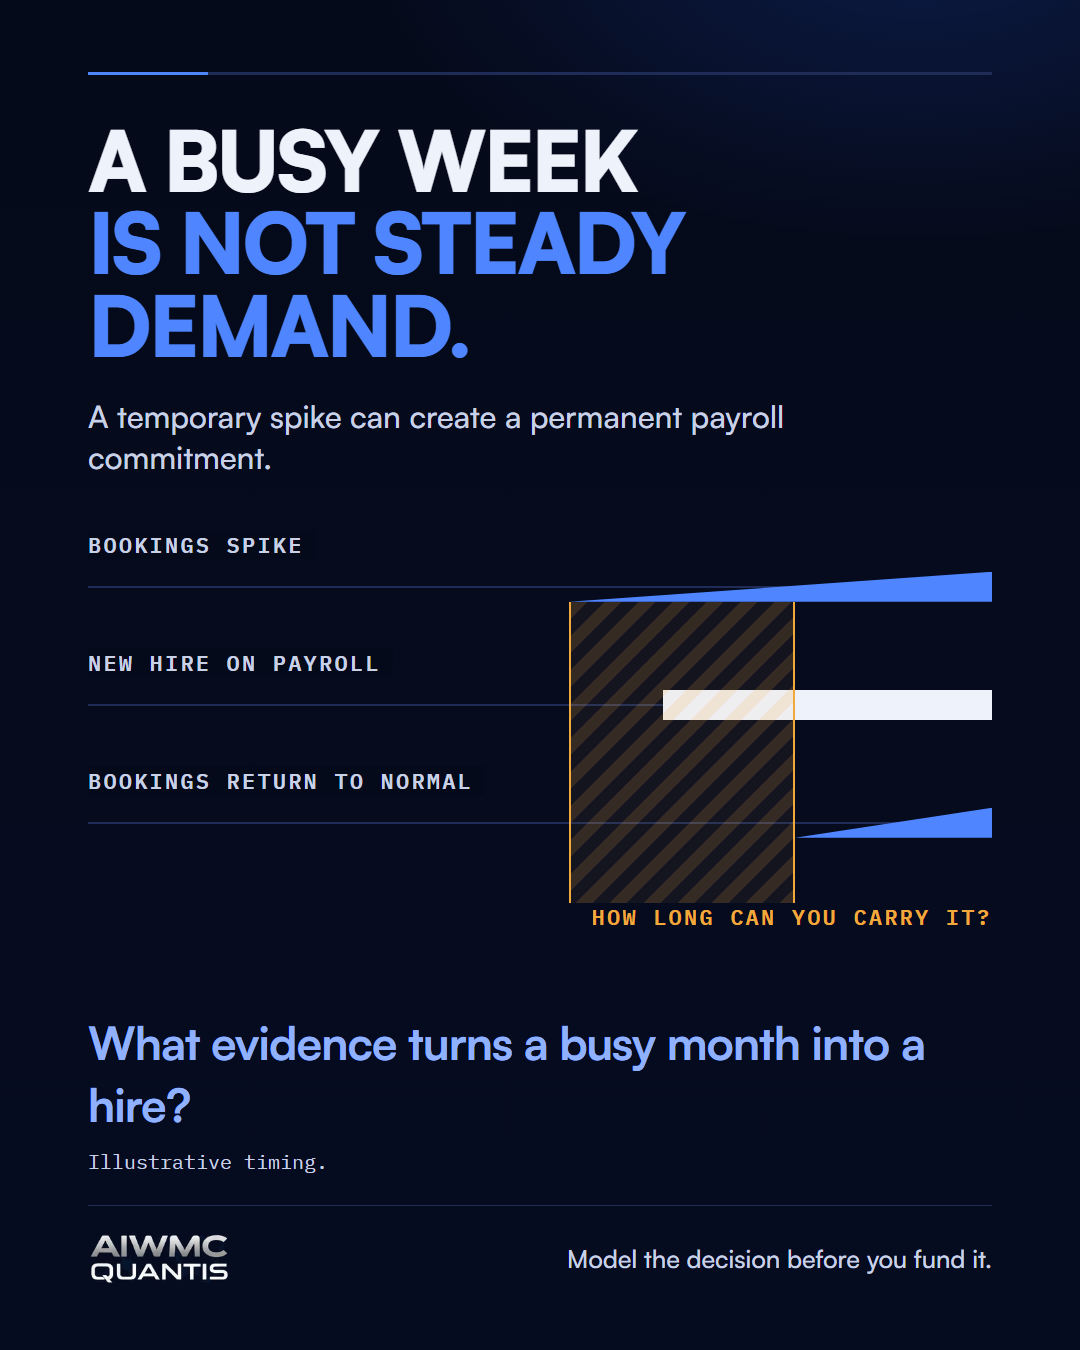 A BUSY WEEK
IS NOT STEADY
DEMAND.
A temporary spike can create a permanent payroll
commitment.
BOOKINGS SPIKE
NEW HIRE ON PAYROLL
BOOKINGS RETURN TO NORMAL
HOW LONG CAN YOU CARRY IT?
What evidence turns a busy month into a
hire?
Illustrative timing.
AIWMC
QUANTIS
Model the decision before you fund it.